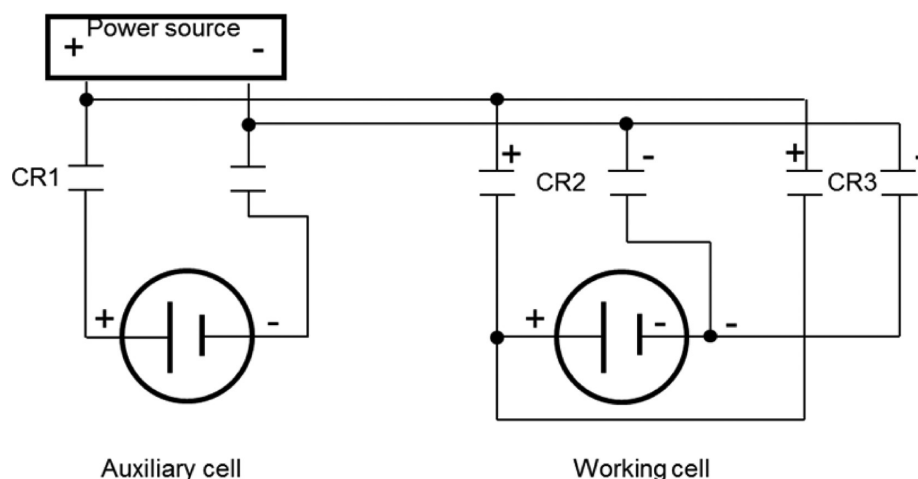 Power source
+ -
+ - + -
CR1 CR2 CR3
+ - + - -
Auxiliary cell Working cell